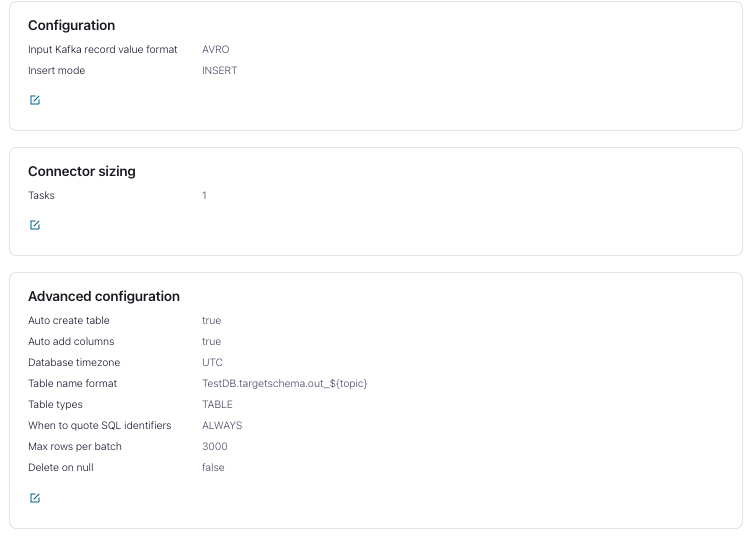 Configuration
Input Kafka record value format AVRO
Insert mode INSERT
Connector sizing
Tasks 1
Advanced configuration
Auto create table true
Auto add columns true
Database timezone UTC
Table name format TestDB.targetschema.out_${topic}
Table types TABLE
When to quote SQL identifiers ALWAYS
Max rows per batch 3000
Delete on null false